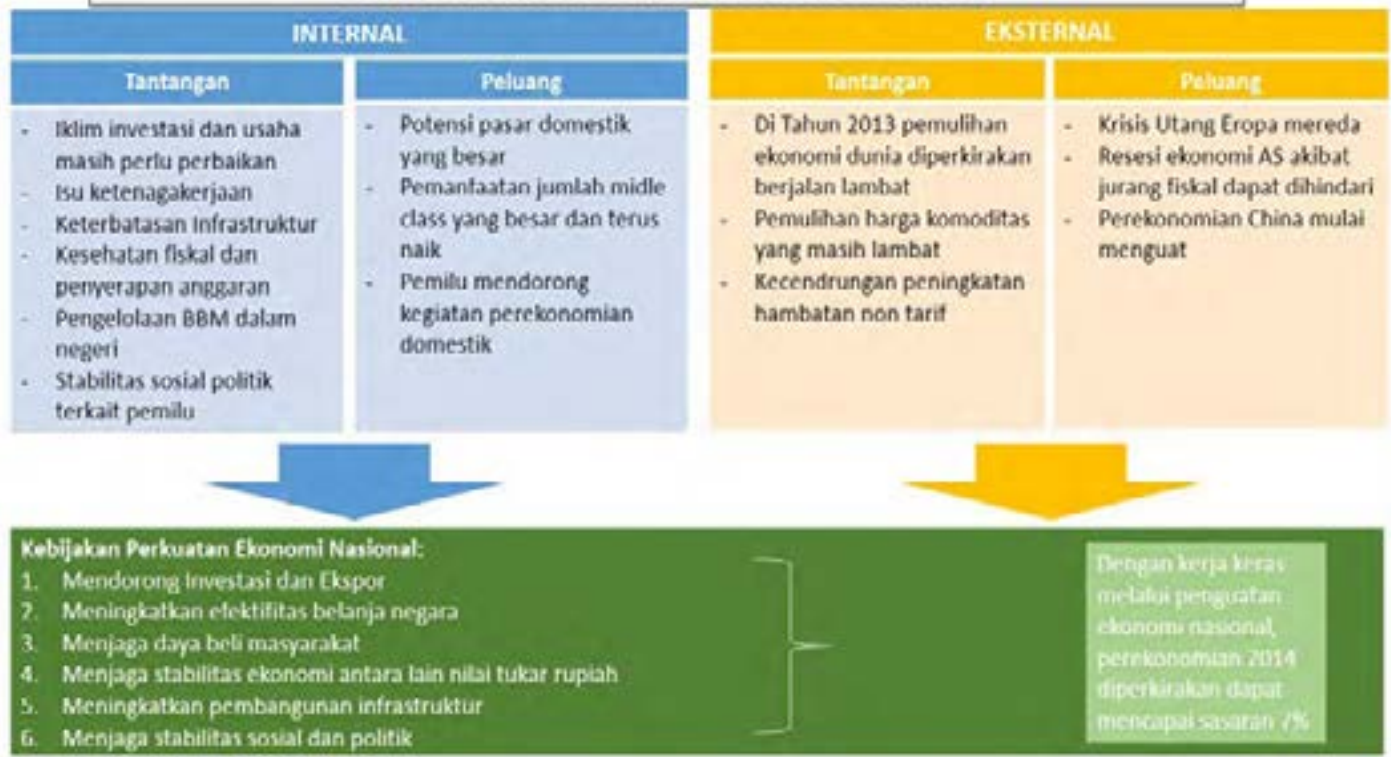 INTERNAL
Tantangan
- Iklim investasi dan usaha
masih perlu perbaikan
- Isu ketenagakerjaan
- Keterbatasan Infrastruktur
- Kesehatan fiskal dan
penyerapan anggaran
- Pengelolaan BBM dalam
negeri
- Stabilitas sosial politik
terkait pemilu
Peluang
- Potensi pasar domestik
yang besar
- Pemanfaatan jumlah midle
class yang besar dan terus
naik
- Pemilu mendorong
kegiatan perekonomian
domestik
EKSTERNAL
Tantangan
- Di Tahun 2013 pemulihan
ekonomi dunia diperkirakan
berjalan lambat
- Pemulihan harga komoditas
yang masih lambat
- Kecendrungan peningkatan
hambatan non tarif
Peluang
- Krisis Utang Eropa mereda
- Resesi ekonomi AS akibat
jurang fiskal dapat dihindari
- Perekonomian China mulai
menguat
Kebijakan Perkuatan Ekonomi Nasional:
1. Mendorong Investasi dan Ekspor
2. Meningkatkan efektifitas belanja negara
3. Menjaga daya beli masyarakat
4. Menjaga stabilitas ekonomi antara lain nilai tukar rupiah
5. Meningkatkan pembangunan infrastruktur
6. Menjaga stabilitas sosial dan politik
Dengan kerja keras
melalui penguatan
ekonomi nasional,
perekonomian 2014
diperkirakan dapat
mencapai sasaran 7%